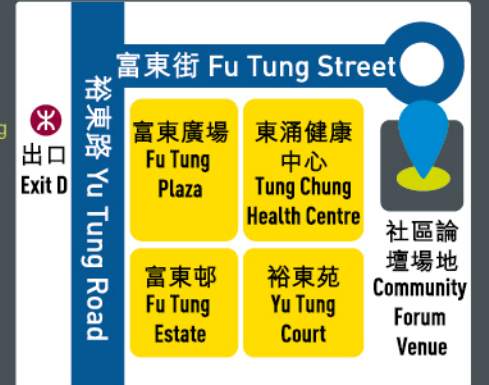 富東街 Fu Tung Street
裕東路 Yu Tung Road
出口
Exit D
富東廣場
Fu Tung
Plaza
東涌健康
中心
Tung Chung
Health Centre
富東邨
Fu Tung
Estate
裕東苑
Yu Tung
Court
社區論
壇場地
Community
Forum
Venue